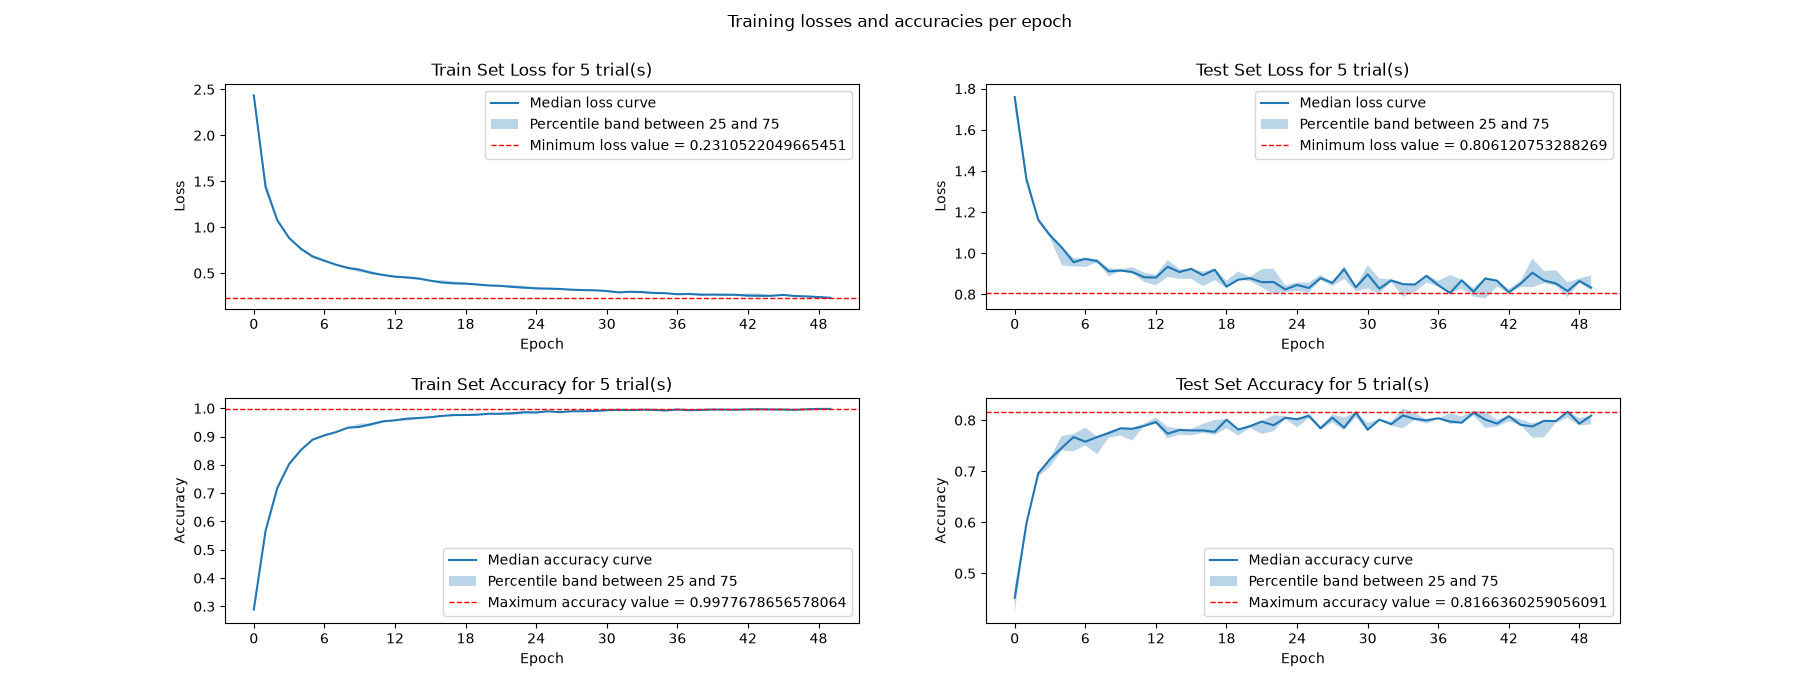 Training losses and accuracies per epoch
Train Set Loss for 5 trial(s)
Loss
2.5
2.0
1.5
1.0
0.5
Median loss curve
Percentile band between 25 and 75
Minimum loss value = 0.2310522049665451
0 6 12 18 24 30 36 42 48
Epoch
Test Set Loss for 5 trial(s)
Loss
1.8
1.6
1.4
1.2
1.0
0.8
Median loss curve
Percentile band between 25 and 75
Minimum loss value = 0.806120753288269
0 6 12 18 24 30 36 42 48
Epoch
Train Set Accuracy for 5 trial(s)
Accuracy
1.0
0.9
0.8
0.7
0.6
0.5
0.4
0.3
Median accuracy curve
Percentile band between 25 and 75
Maximum accuracy value = 0.9977678656578064
0 6 12 18 24 30 36 42 48
Epoch
Test Set Accuracy for 5 trial(s)
Accuracy
0.8
0.7
0.6
0.5
Median accuracy curve
Percentile band between 25 and 75
Maximum accuracy value = 0.8166360259056091
0 6 12 18 24 30 36 42 48
Epoch